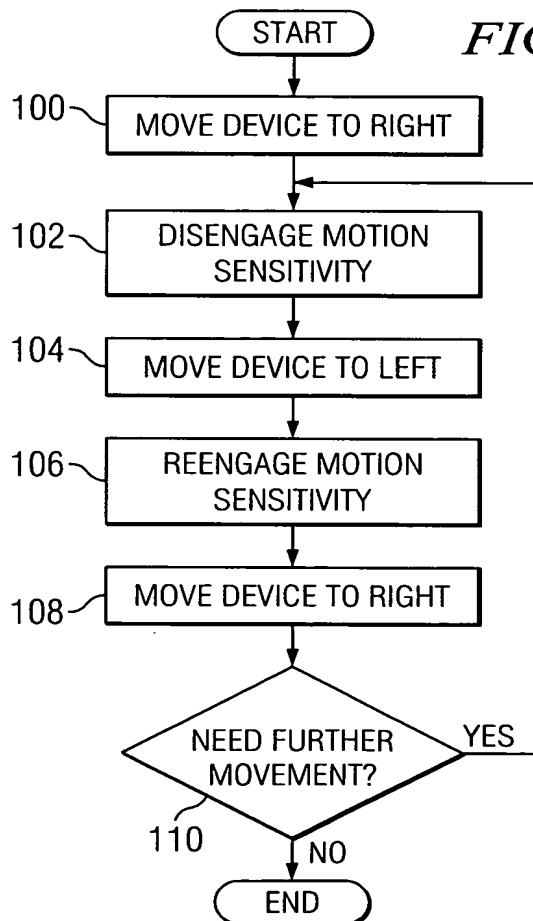 START
FIG
100
MOVE DEVICE TO RIGHT
102
DISENGAGE MOTION
SENSITIVITY
104
MOVE DEVICE TO LEFT
106
REENGAGE MOTION
SENSITIVITY
108
MOVE DEVICE TO RIGHT
NEED FURTHER
MOVEMENT?
YES
110
NO
END